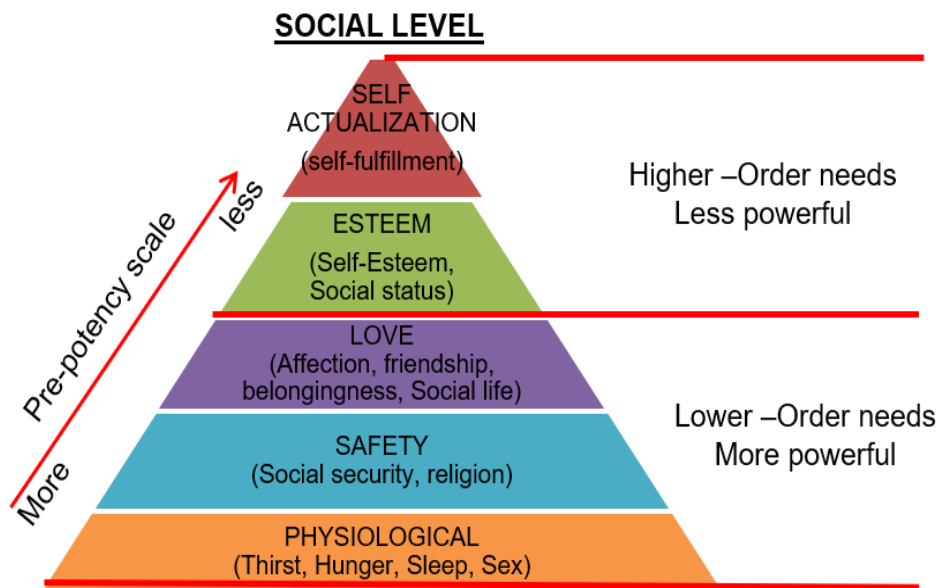 SOCIAL LEVEL
SELF
ACTUALIZATION
(self-fulfillment)
ESTEEM
(Self-Esteem,
Social status)
LOVE
(Affection, friendship,
belongingness, Social life)
SAFETY
(Social security, religion)
PHYSIOLOGICAL
(Thirst, Hunger, Sleep, Sex)
Pre-potency scale
less
More
Higher –Order needs
Less powerful
Lower –Order needs
More powerful